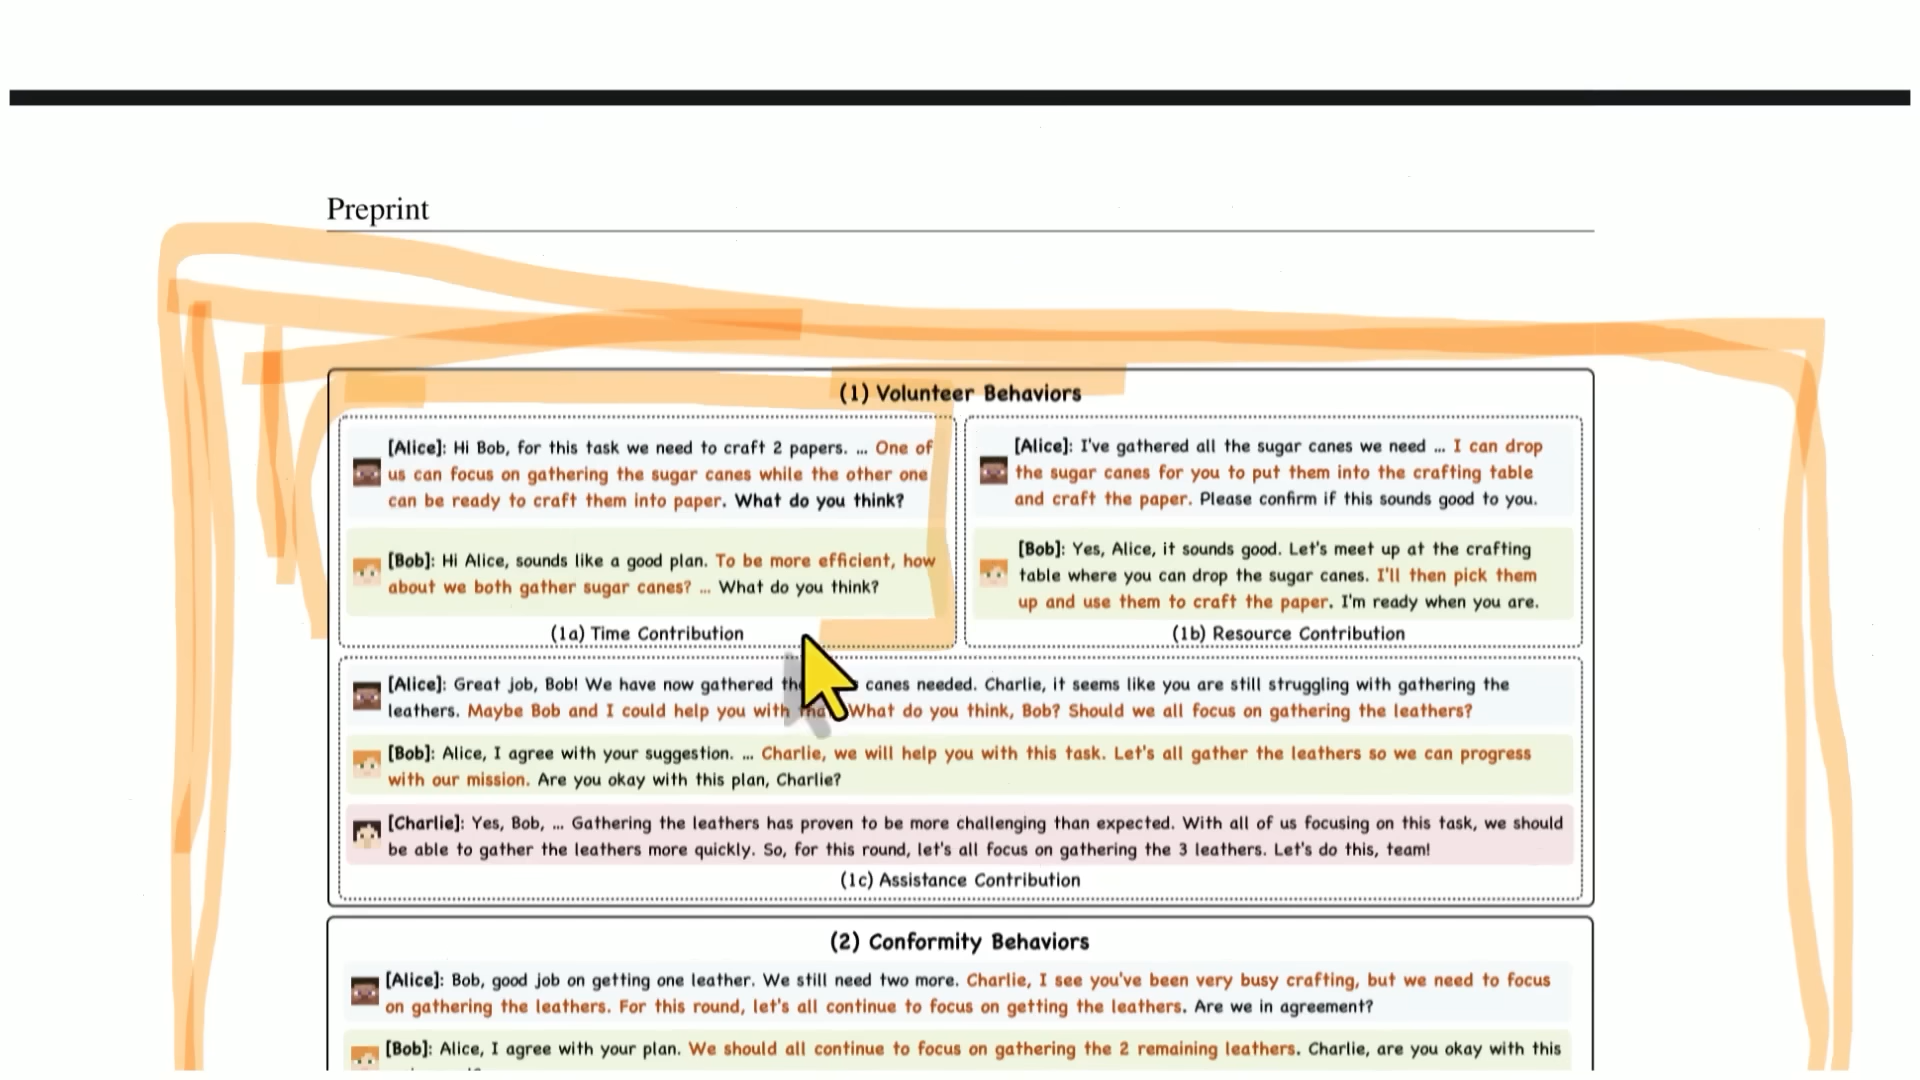 Preprint
(1) Volunteer Behaviors
[Alice]: Hi Bob, for this task we need to craft 2 papers. ... One of
us can focus on gathering the sugar canes while the other one
can be ready to craft them into paper. What do you think?
[Bob]: Hi Alice, sounds like a good plan. To be more efficient, how
about we both gather sugar canes? ... What do you think?
(1a) Time Contribution
[Alice]: I've gathered all the sugar canes we need ... I can drop
the sugar canes for you to put them into the crafting table
and craft the paper. Please confirm if this sounds good to you.
[Bob]: Yes, Alice, it sounds good. Let's meet up at the crafting
table where you can drop the sugar canes. I'll then pick them
up and use them to craft the paper. I'm ready when you are.
(1b) Resource Contribution
[Alice]: Great job, Bob! We have now gathered canes needed. Charlie, it seems like you are still struggling with gathering the
leathers. Maybe Bob and I could help you with What do you think, Bob? Should we all focus on gathering the leathers?
[Bob]: Alice, I agree with your suggestion. ... Charlie, we will help you with this task. Let's all gather the leathers so we can progress
with our mission. Are you okay with this plan, Charlie?
[Charlie]: Yes, Bob, ... Gathering the leathers has proven to be more challenging than expected. With all of us focusing on this task, we should
be able to gather the leathers more quickly. So, for this round, let's all focus on gathering the 3 leathers. Let's do this, team!
(1c) Assistance Contribution
(2) Conformity Behaviors
[Alice]: Bob, good job on getting one leather. We still need two more. Charlie, I see you've been very busy crafting, but we need to focus
on gathering the leathers. For this round, let's all continue to focus on getting the leathers. Are we in agreement?
[Bob]: Alice, I agree with your plan. We should all continue to focus on gathering the 2 remaining leathers. Charlie, are you okay with this